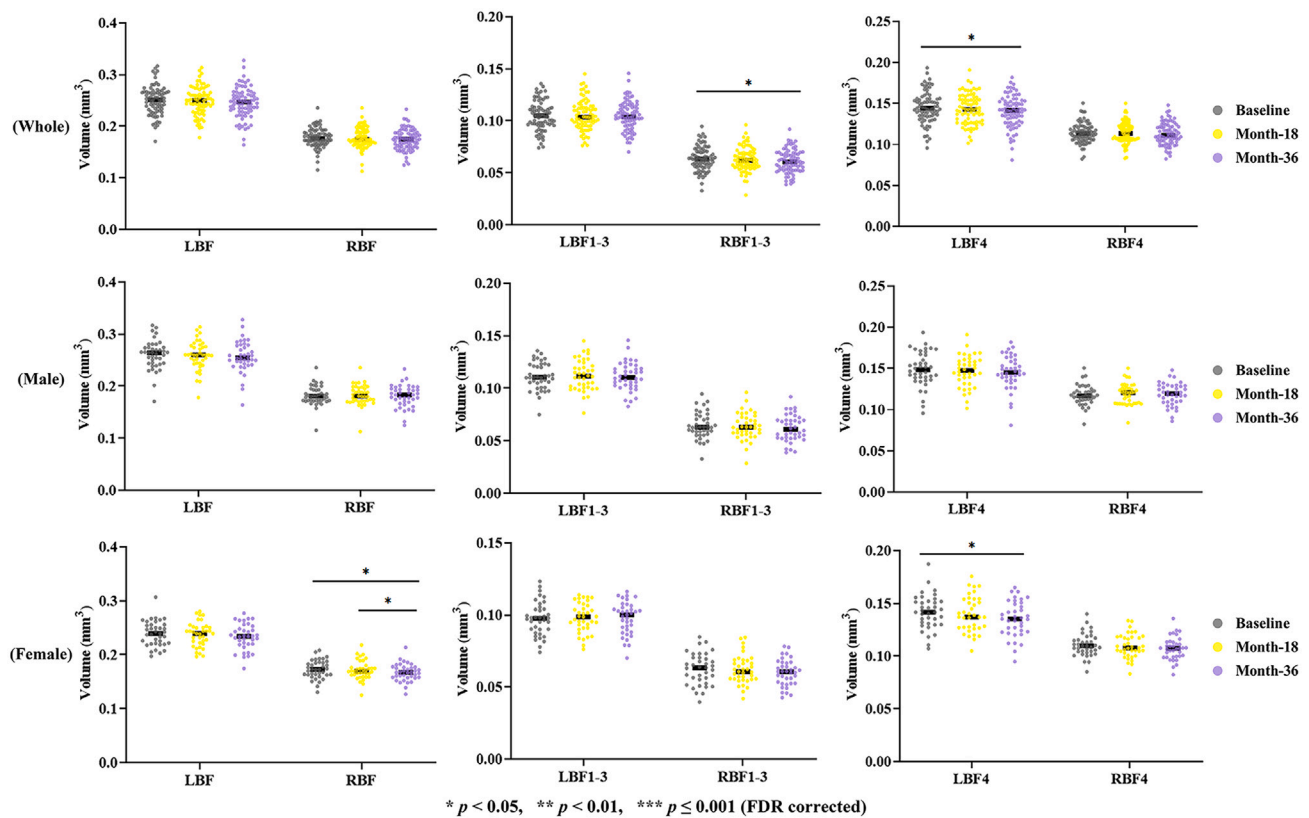 (Whole)
Volume (mm³)
0.4
0.3
0.2
0.1
0.0
LBF
RBF
Volume (mm³)
0.20
0.15
0.10
0.05
0.00
*
LBF1-3
RBF1-3
Volume (mm³)
0.25
0.20
0.15
0.10
0.05
0.00
*
LBF4
RBF4
Baseline
Month-18
Month-36
(Male)
Volume (mm³)
0.4
0.3
0.2
0.1
0.0
LBF
RBF
Volume (mm³)
0.20
0.15
0.10
0.05
0.00
LBF1-3
RBF1-3
Volume (mm³)
0.25
0.20
0.15
0.10
0.05
0.00
LBF4
RBF4
Baseline
Month-18
Month-36
(Female)
Volume (mm³)
0.4
0.3
0.2
0.1
0.0
*
*
LBF
RBF
Volume (mm³)
0.15
0.10
0.05
0.00
LBF1-3
RBF1-3
Volume (mm³)
0.20
0.15
0.10
0.05
0.00
*
LBF4
RBF4
Baseline
Month-18
Month-36
* p < 0.05, ** p < 0.01, *** p ≤ 0.001 (FDR corrected)